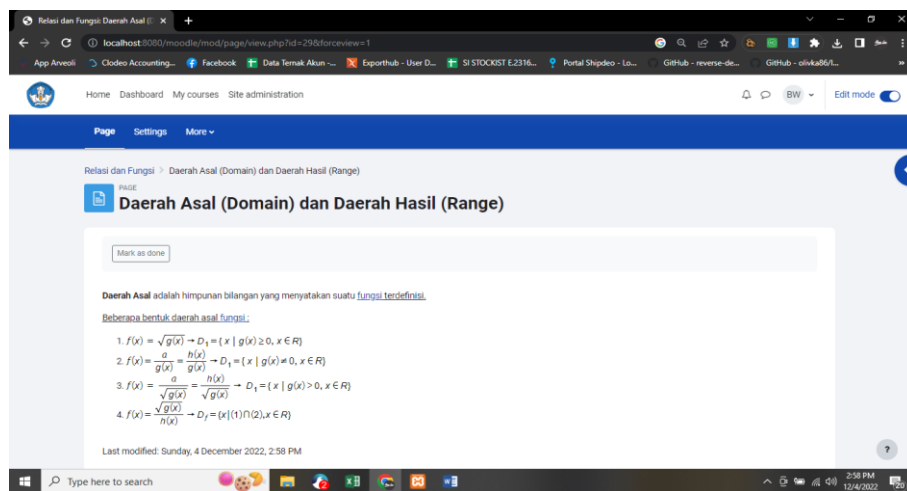 Relasi dan Fungsi: Daerah Asal (D
localhost:8080/moodle/mod/page/view.php?id=29&forceview=1
App Arveoli Clodeo Accounting... Facebook Data Ternak Akun -... Exporthub - User D... SI STOCKIST E.2316... Portal Shipdeo - Lo... GitHub - reverse-de... GitHub - olivka86/l... »
Home Dashboard My courses Site administration BW Edit mode
Page Settings More
Relasi dan Fungsi > Daerah Asal (Domain) dan Daerah Hasil (Range)
PAGE
Daerah Asal (Domain) dan Daerah Hasil (Range)
Mark as done
Daerah Asal adalah himpunan bilangan yang menyatakan suatu fungsi terdefinisi.
Beberapa bentuk daerah asal fungsi :
1. f(x) = √g(x) → D₁ = { x | g(x) ≥ 0, x ∈ R}
2. f(x) = a/g(x) = h(x)/g(x) → D₁ = { x | g(x) ≠ 0, x ∈ R}
3. f(x) = a/√g(x) = h(x)/√g(x) → D₁ = { x | g(x) > 0, x ∈ R}
4. f(x) = √g(x)/h(x) → D_f = {x|(1)∩(2),x ∈ R}
Last modified: Sunday, 4 December 2022, 2:58 PM
?
Type here to search
2:58 PM
12/4/2022
20